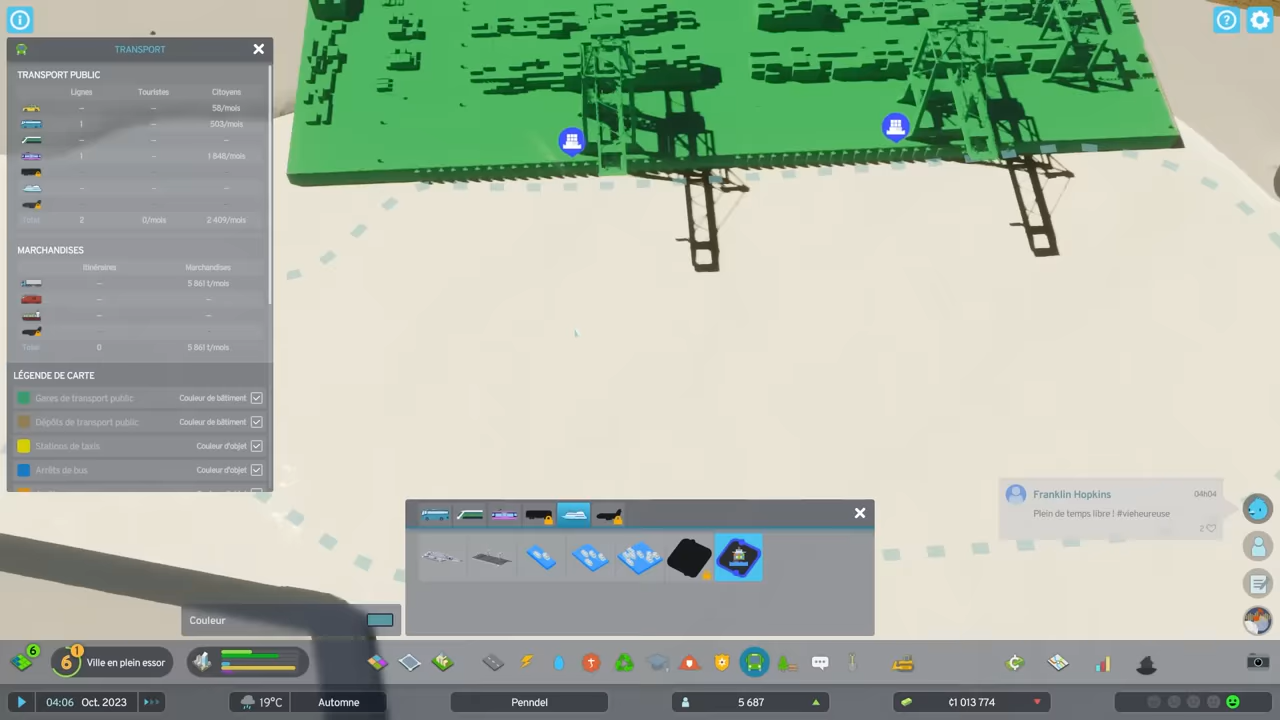 TRANSPORT
TRANSPORT PUBLIC
Lignes Touristes Citoyens
– – 58/mois
1 – 503/mois
– – –
1 – 1 848/mois
– – –
– – –
Total 2 0/mois 2 409/mois
MARCHANDISES
Itinéraires Marchandises
– 5 861 t/mois
– –
– –
– –
Total 0 5 861 t/mois
LÉGENDE DE CARTE
Gares de transport public Couleur de bâtiment
Dépôts de transport public Couleur de bâtiment
Stations de taxis Couleur d'objet
Arrêts de bus Couleur d'objet
Franklin Hopkins 04h04
Plein de temps libre ! #vieheureuse
2
Couleur
6
6
1
Ville en plein essor
04:06 Oct. 2023
19°C
Automne
Penndel
5 687
¢1 013 774